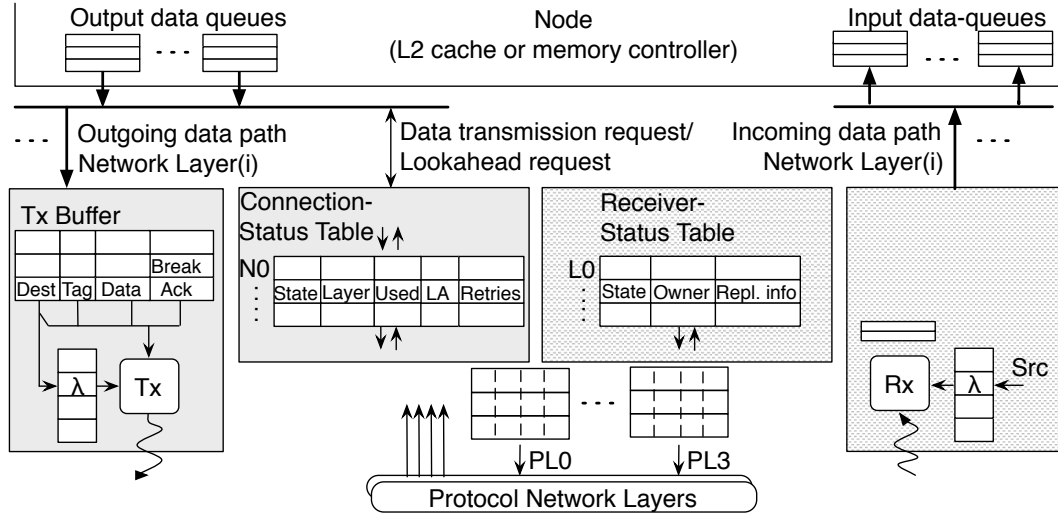 Output data queues
Node
(L2 cache or memory controller)
Input data-queues
. . .
. . .
. . .
. . .
Outgoing data path
Network Layer(i)
Data transmission request/
Lookahead request
Incoming data path
Network Layer(i)
. . .
Tx Buffer
Break
Dest Tag Data Ack
λ
Tx
Connection-
Status Table
N0
State Layer Used LA Retries
Receiver-
Status Table
L0
State Owner Repl. info
Rx
λ
Src
. . .
PL0
PL3
Protocol Network Layers